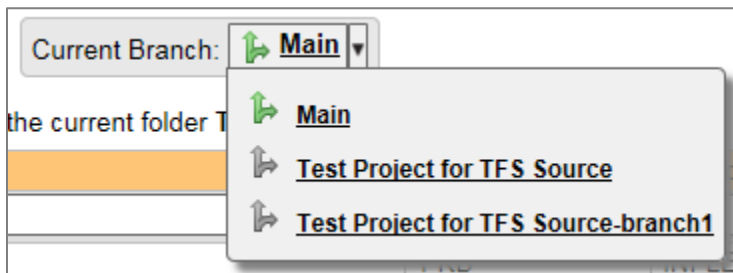 Current Branch: Main
the current folder T
Main
Test Project for TFS Source
Test Project for TFS Source-branch1